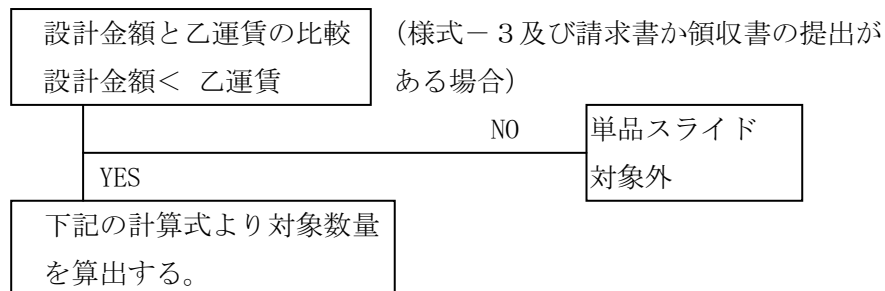 設計金額と乙運賃の比較
設計金額＜ 乙運賃
(様式－３及び請求書か領収書の提出が
ある場合)
NO
単品スライド
対象外
YES
下記の計算式より対象数量
を算出する。